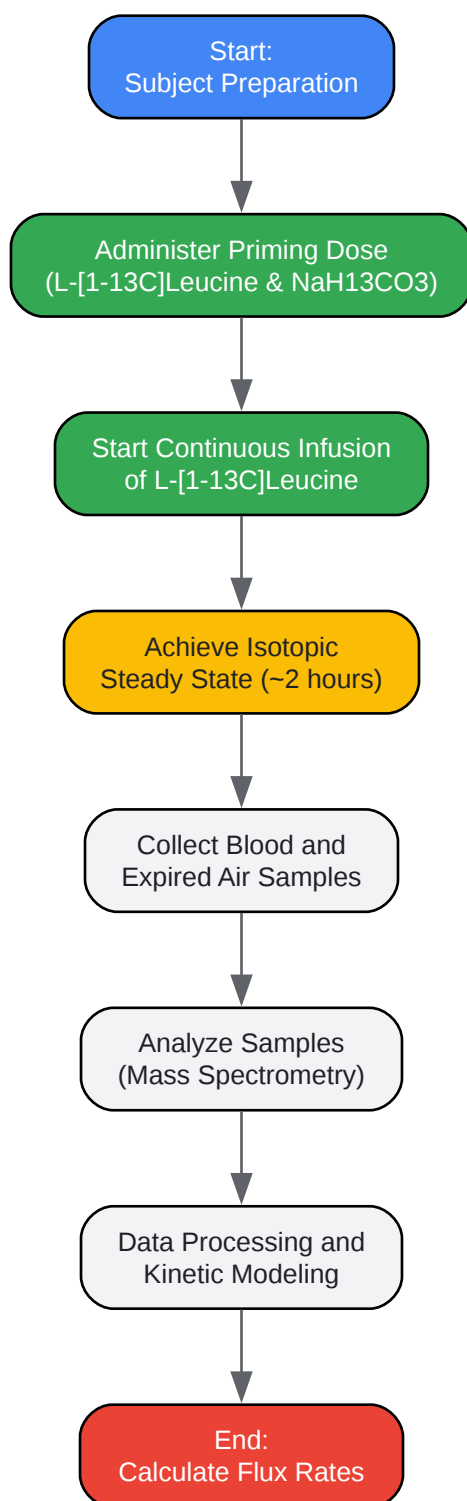 Start:
Subject Preparation
Administer Priming Dose
(L-[1-13C]Leucine & NaH13CO3)
Start Continuous Infusion
of L-[1-13C]Leucine
Achieve Isotopic
Steady State (~2 hours)
Collect Blood and
Expired Air Samples
Analyze Samples
(Mass Spectrometry)
Data Processing and
Kinetic Modeling
End:
Calculate Flux Rates